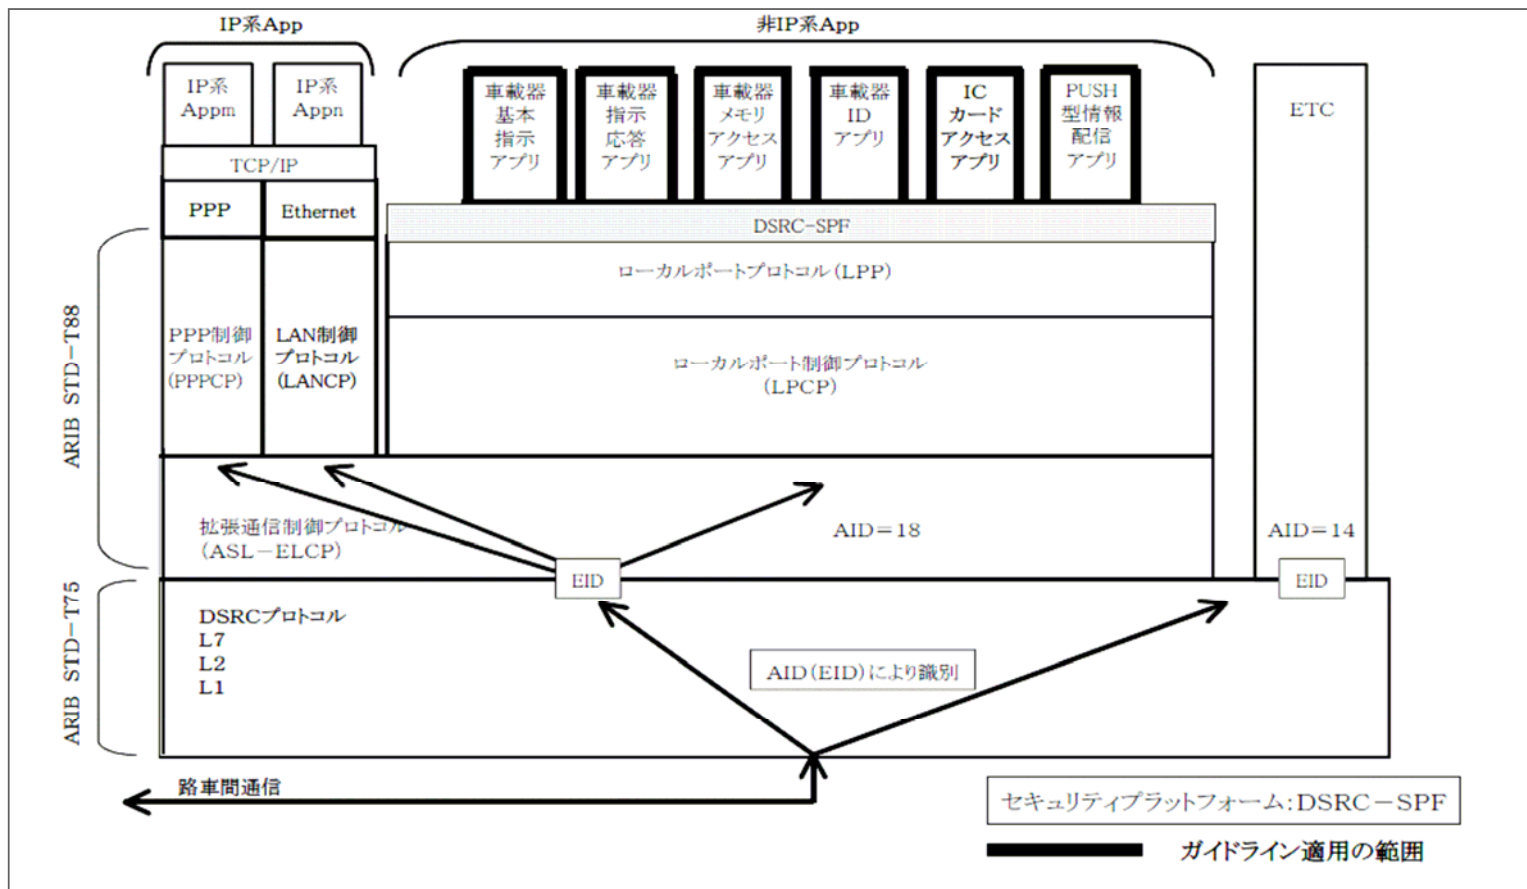 IP系App
非IP系App
IP系
Appm
IP系
Appn
車載器
基本
指示
アプリ
車載器
指示
応答
アプリ
車載器
メモリ
アクセス
アプリ
車載器
ID
アプリ
IC
カード
アクセス
アプリ
PUSH
型情報
配信
アプリ
ETC
TCP/IP
PPP
Ethernet
DSRC-SPF
ローカルポートプロトコル(LPP)
ARIB STD－T88
PPP制御
プロトコル
(PPPCP)
LAN制御
プロトコル
(LANCP)
ローカルポート制御プロトコル
(LPCP)
拡張通信制御プロトコル
(ASL－ELCP)
AID＝18
AID＝14
EID
EID
ARIB STD－T75
DSRCプロトコル
L7
L2
L1
AID(EID)により識別
路車間通信
セキュリティプラットフォーム:DSRC－SPF
ガイドライン適用の範囲